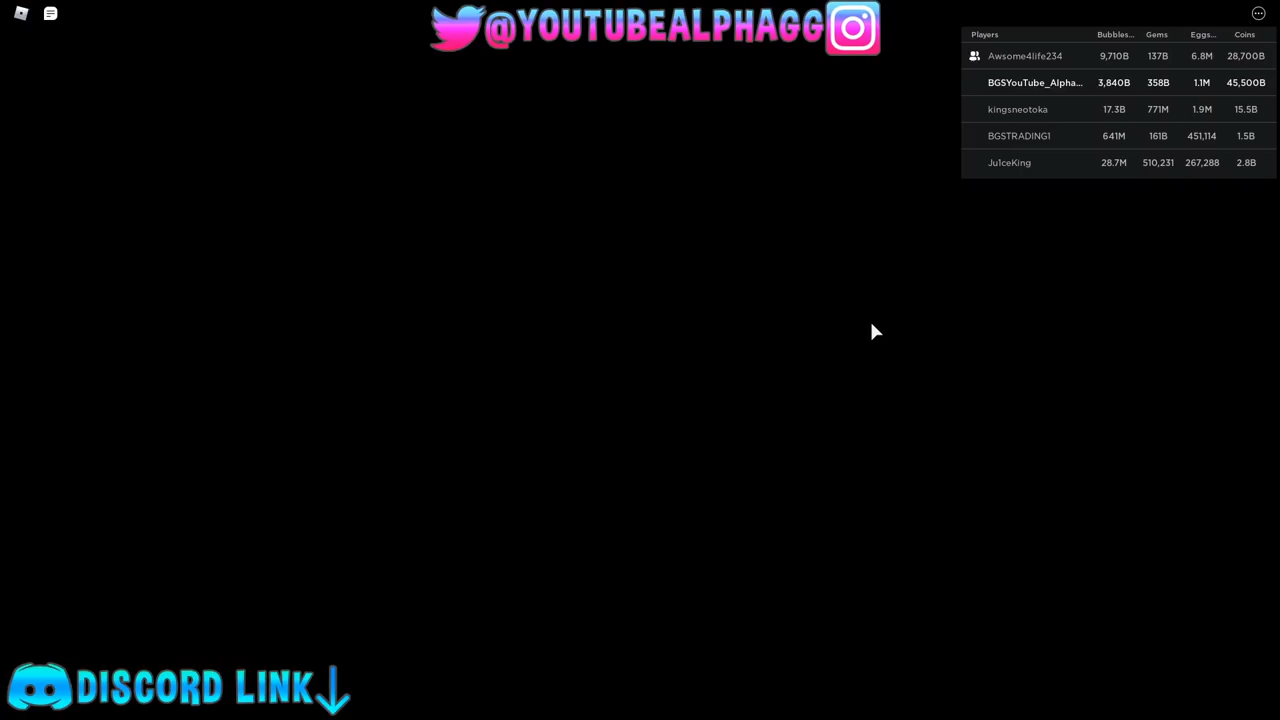 @YOUTUBEALPHAGG
Players Bubbles... Gems Eggs... Coins
Awsome4life234 9,710B 137B 6.8M 28,700B
BGSYouTube_Alpha... 3,840B 358B 1.1M 45,500B
kingsneotoka 17.3B 771M 1.9M 15.5B
BGSTRADING1 641M 161B 451,114 1.5B
Ju1ceKing 28.7M 510,231 267,288 2.8B
DISCORD LINK